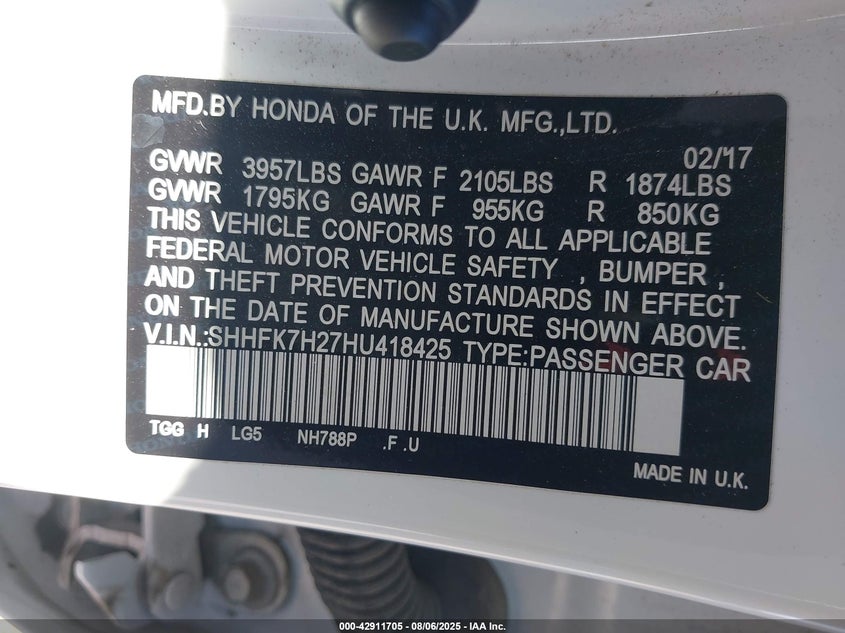 MFD.BY HONDA OF THE U.K. MFG.,LTD.
02/17
GVWR 3957LBS GAWR F 2105LBS R 1874LBS
GVWR 1795KG GAWR F 955KG R 850KG
THIS VEHICLE CONFORMS TO ALL APPLICABLE
FEDERAL MOTOR VEHICLE SAFETY , BUMPER ,
AND THEFT PREVENTION STANDARDS IN EFFECT
ON THE DATE OF MANUFACTURE SHOWN ABOVE.
V.I.N.:SHHFK7H27HU418425 TYPE:PASSENGER CAR
TGG H LG5 NH788P .F .U
MADE IN U.K.
000-42911705 - 08/06/2025 - IAA Inc.